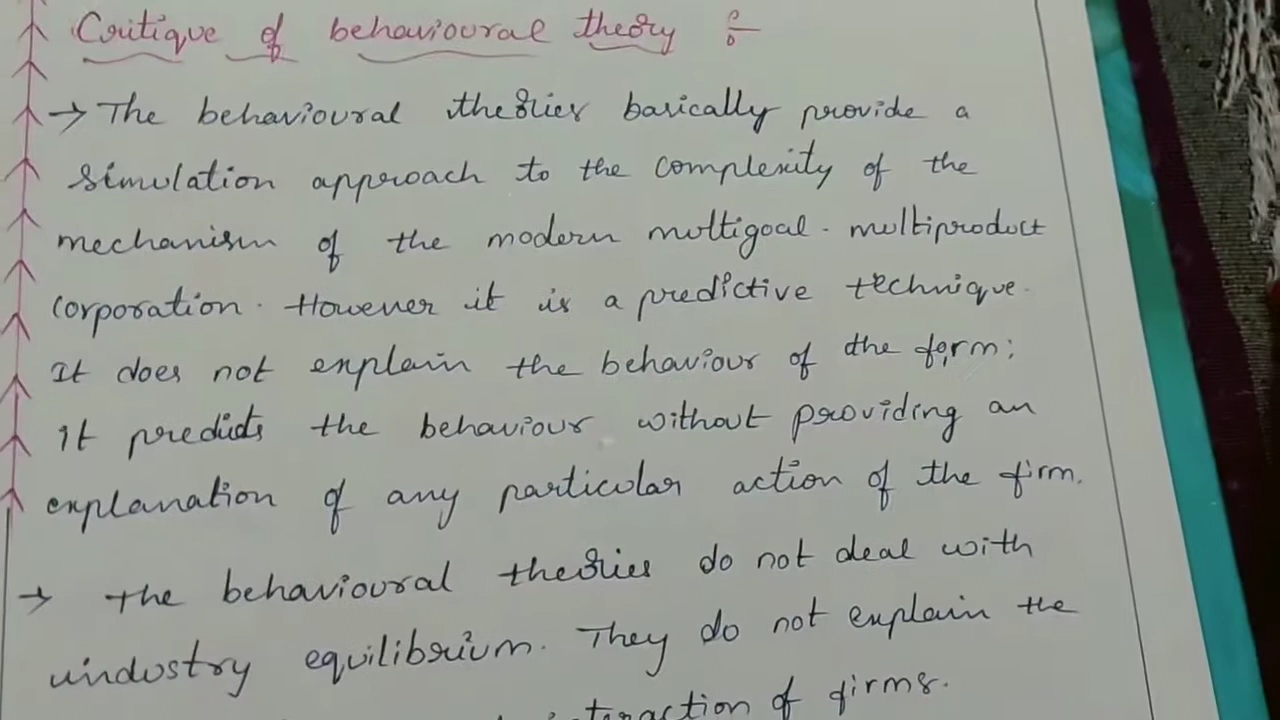 Critique of behavioural theory :-
→ The behavioural theories basically provide a
simulation approach to the complexity of the
mechanism of the modern multigoal - multiproduct
corporation. However it is a predictive technique.
It does not explain the behaviour of the form;
it predicts the behaviour without providing an
explanation of any particular action of the firm.
→ The behavioural theories do not deal with
industry equilibrium. They do not explain the
interaction of firms.